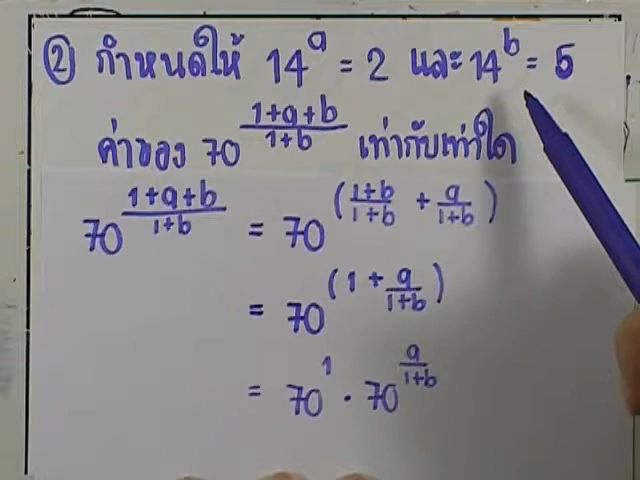 ② กำหนดให้ 14^a = 2 และ 14^b = 5
ค่าของ 70^((1+a+b)/(1+b)) เท่ากับเท่าใด
70^((1+a+b)/(1+b)) = 70^((1+b)/(1+b) + a/(1+b))
= 70^(1 + a/(1+b))
= 70^1 · 70^(a/(1+b))